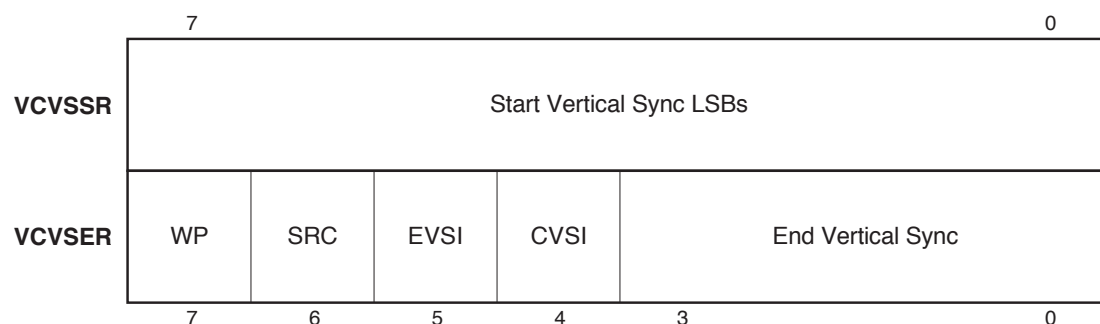 7 0
VCVSSR Start Vertical Sync LSBs
VCVSER WP SRC EVSI CVSI End Vertical Sync
7 6 5 4 3 0